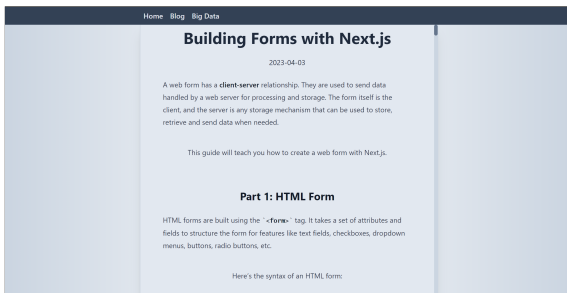 Home Blog Big Data
Building Forms with Next.js
2023-04-03
A web form has a client-server relationship. They are used to send data
handled by a web server for processing and storage. The form itself is the
client, and the server is any storage mechanism that can be used to store,
retrieve and send data when needed.
This guide will teach you how to create a web form with Next.js.
Part 1: HTML Form
HTML forms are built using the `<form>` tag. It takes a set of attributes and
fields to structure the form for features like text fields, checkboxes, dropdown
menus, buttons, radio buttons, etc.
Here's the syntax of an HTML form: